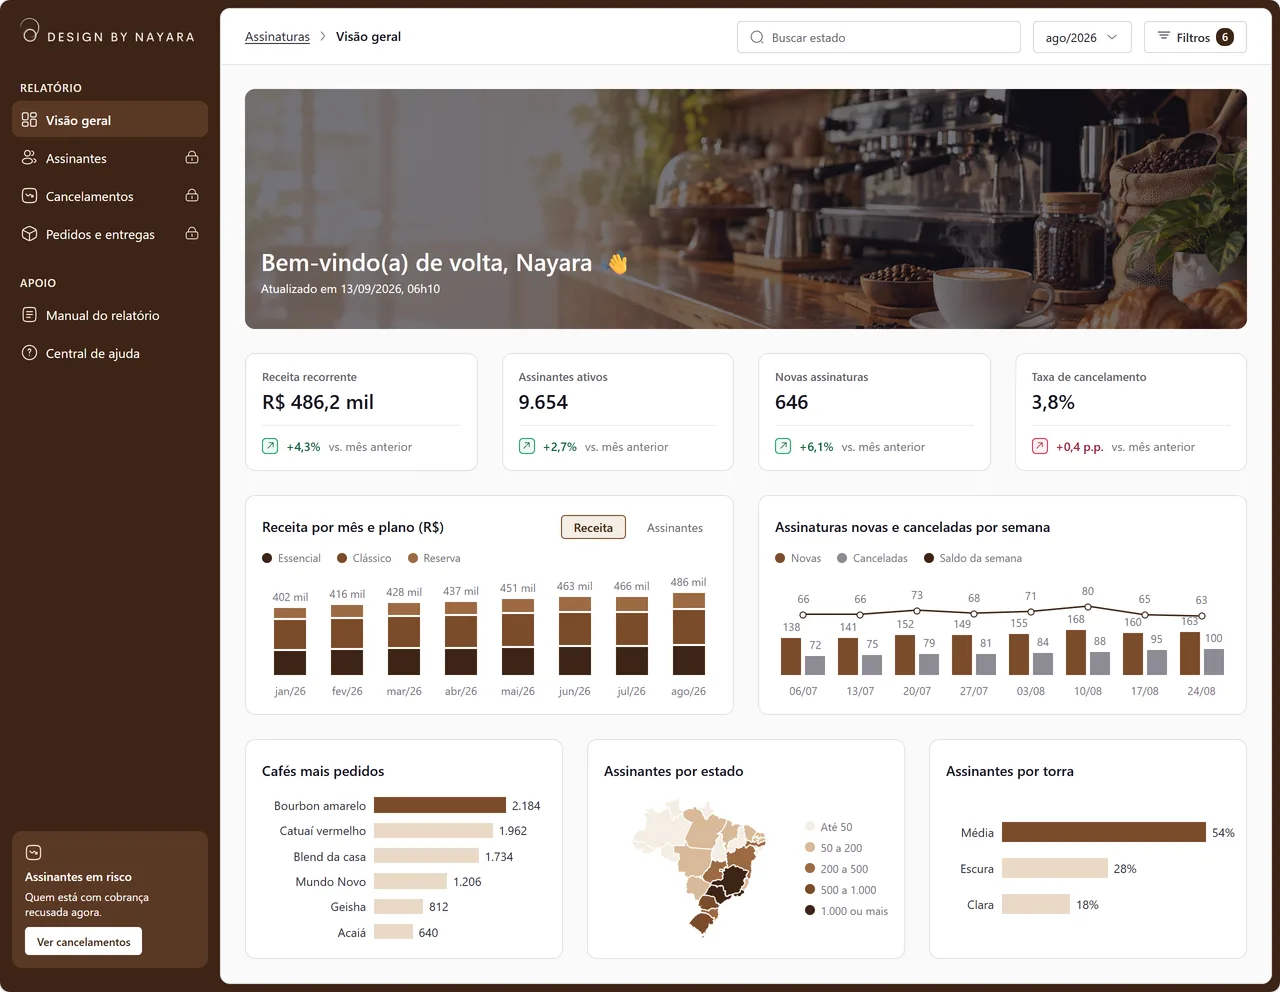 DESIGN BY NAYARA
RELATÓRIO
Visão geral
Assinantes
Cancelamentos
Pedidos e entregas
APOIO
Manual do relatório
Central de ajuda
Assinantes em risco
Quem está com cobrança
recusada agora.
Ver cancelamentos
Assinaturas > Visão geral
Buscar estado
ago/2026
Filtros 6
Bem-vindo(a) de volta, Nayara 👋
Atualizado em 13/09/2026, 06h10
Receita recorrente
R$ 486,2 mil
+4,3% vs. mês anterior
Assinantes ativos
9.654
+2,7% vs. mês anterior
Novas assinaturas
646
+6,1% vs. mês anterior
Taxa de cancelamento
3,8%
+0,4 p.p. vs. mês anterior
Receita por mês e plano (R$)
Receita
Assinantes
Essencial Clássico Reserva
402 mil 416 mil 428 mil 437 mil 451 mil 463 mil 466 mil 486 mil
jan/26 fev/26 mar/26 abr/26 mai/26 jun/26 jul/26 ago/26
Assinaturas novas e canceladas por semana
Novas Canceladas Saldo da semana
66 66 73 68 71 80 65 63
138 141 152 149 155 168 160 163
72 75 79 81 84 88 95 100
06/07 13/07 20/07 27/07 03/08 10/08 17/08 24/08
Cafés mais pedidos
Bourbon amarelo 2.184
Catuaí vermelho 1.962
Blend da casa 1.734
Mundo Novo 1.206
Geisha 812
Acaiá 640
Assinantes por estado
Até 50
50 a 200
200 a 500
500 a 1.000
1.000 ou mais
Assinantes por torra
Média 54%
Escura 28%
Clara 18%